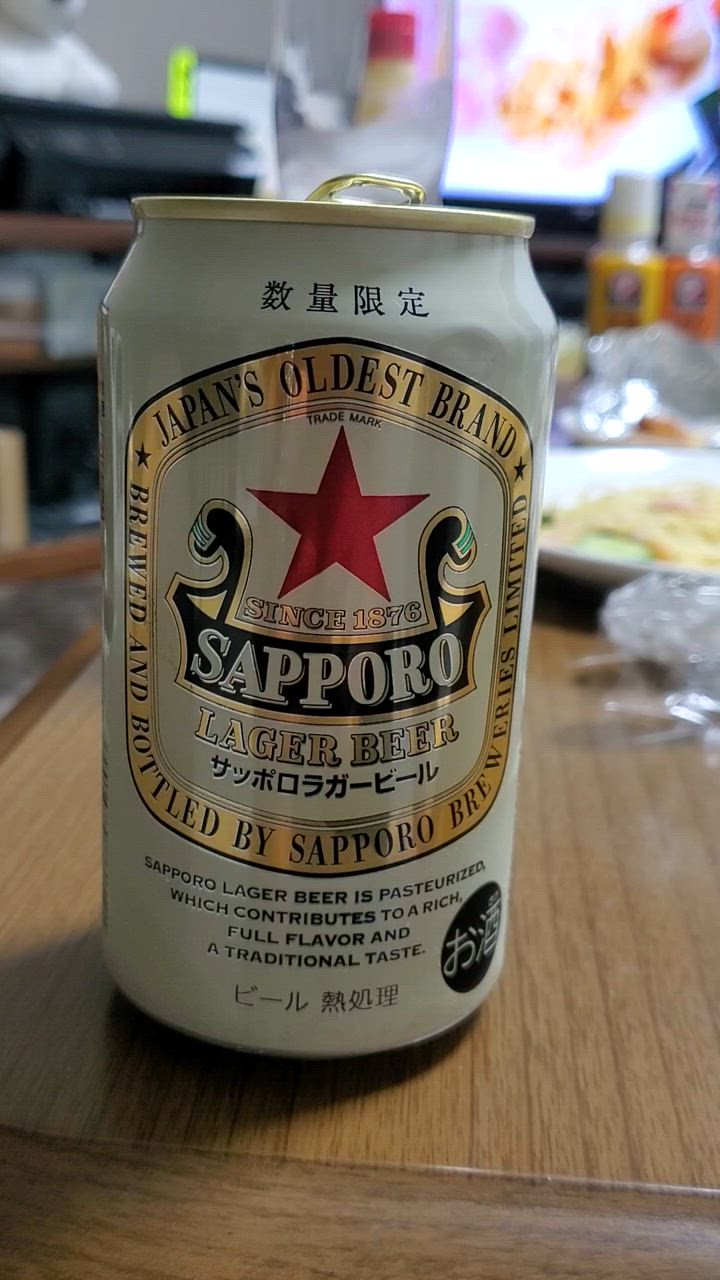 数量限定
★ JAPAN'S OLDEST BRAND ★
TRADE MARK
SINCE 1876
SAPPORO
LAGER BEER
サッポロラガービール
BREWED AND BOTTLED BY SAPPORO BREWERIES LIMITED
SAPPORO LAGER BEER IS PASTEURIZED,
WHICH CONTRIBUTES TO A RICH,
FULL FLAVOR AND
A TRADITIONAL TASTE.
お酒
ビール 熱処理